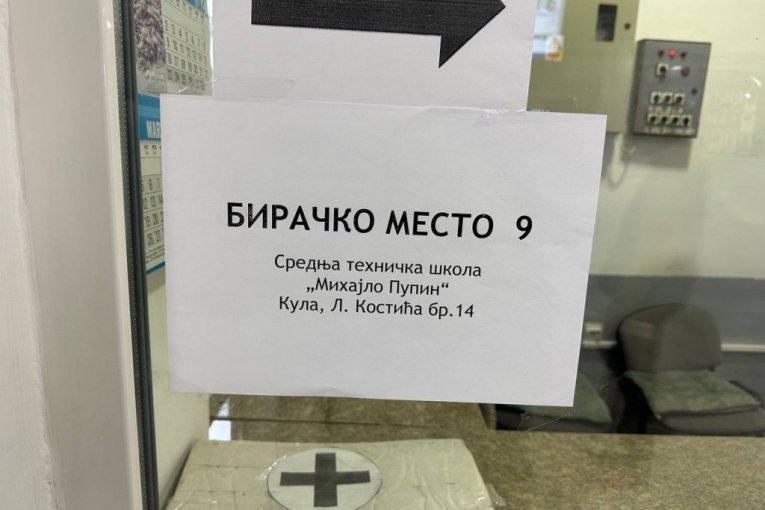 БИРАЧКО МЕСТО 9
Средња техничка школа
„Михајло Пупин“
Кула, Л. Костића бр.14